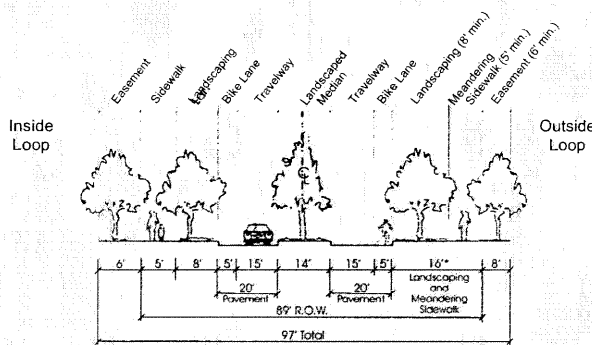 Easement
Sidewalk
Landscaping
Bike Lane
Travelway
Landscaped
Median
Travelway
Bike Lane
Landscaping (8' min.)
Meandering
Sidewalk (5' min.)
Easement (6' min.)
Inside
Loop
Outside
Loop
6' 5' 8' 5' 15' 14' 15' 5' 16'* 8'
20'
Pavement
20'
Pavement
Landscaping
and
Meandering
Sidewalk
89' R.O.W.
97' Total